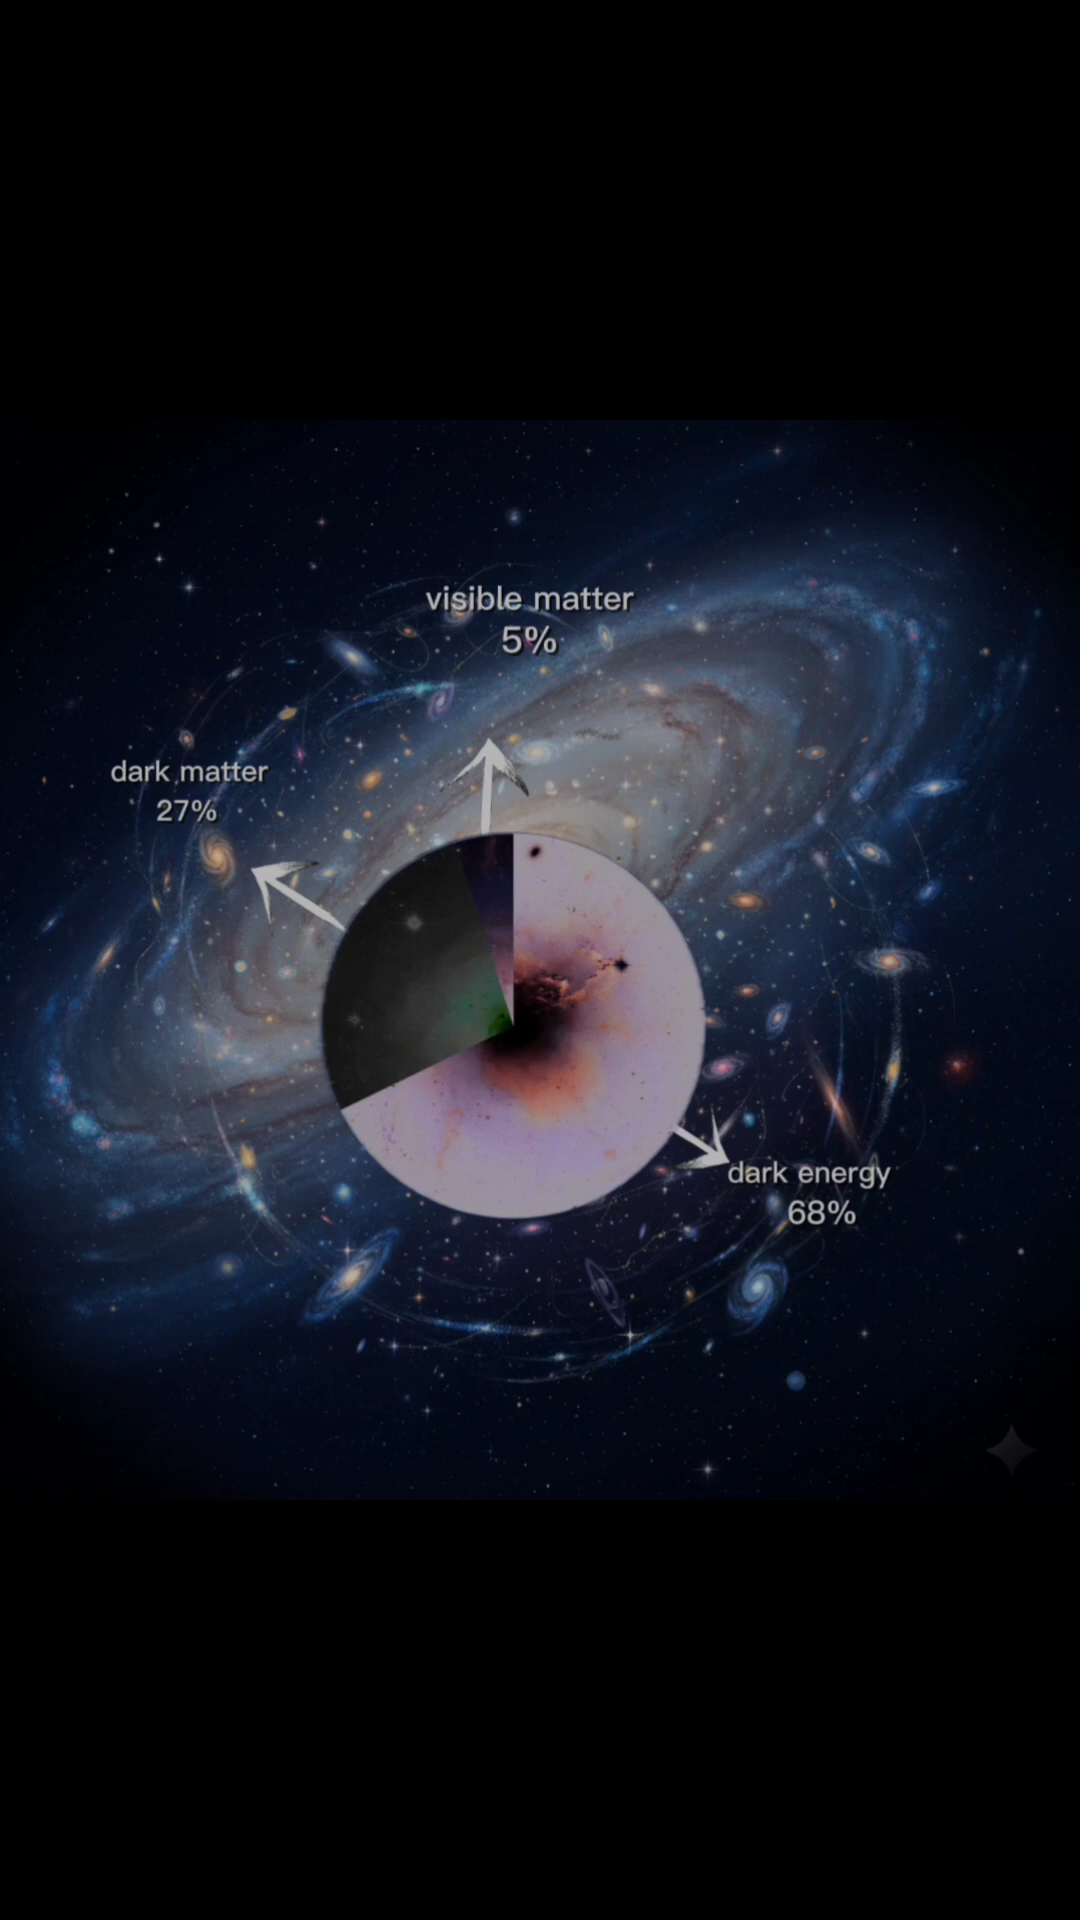 visible matter
5%
dark matter
27%
dark energy
68%